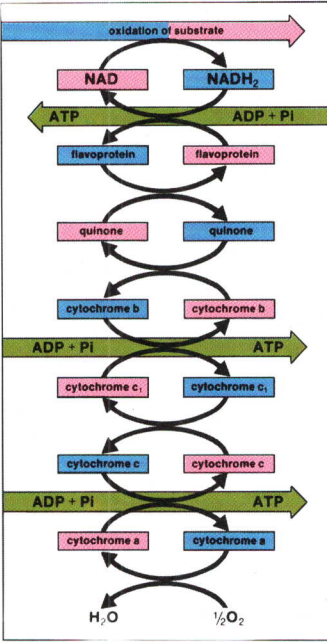 oxidation of substrate
NAD NADH₂
ATP ADP + Pi
flavoprotein flavoprotein
quinone quinone
cytochrome b cytochrome b
ADP + Pi ATP
cytochrome c₁ cytochrome c₁
cytochrome c cytochrome c
ADP + Pi ATP
cytochrome a cytochrome a
H₂O ½O₂